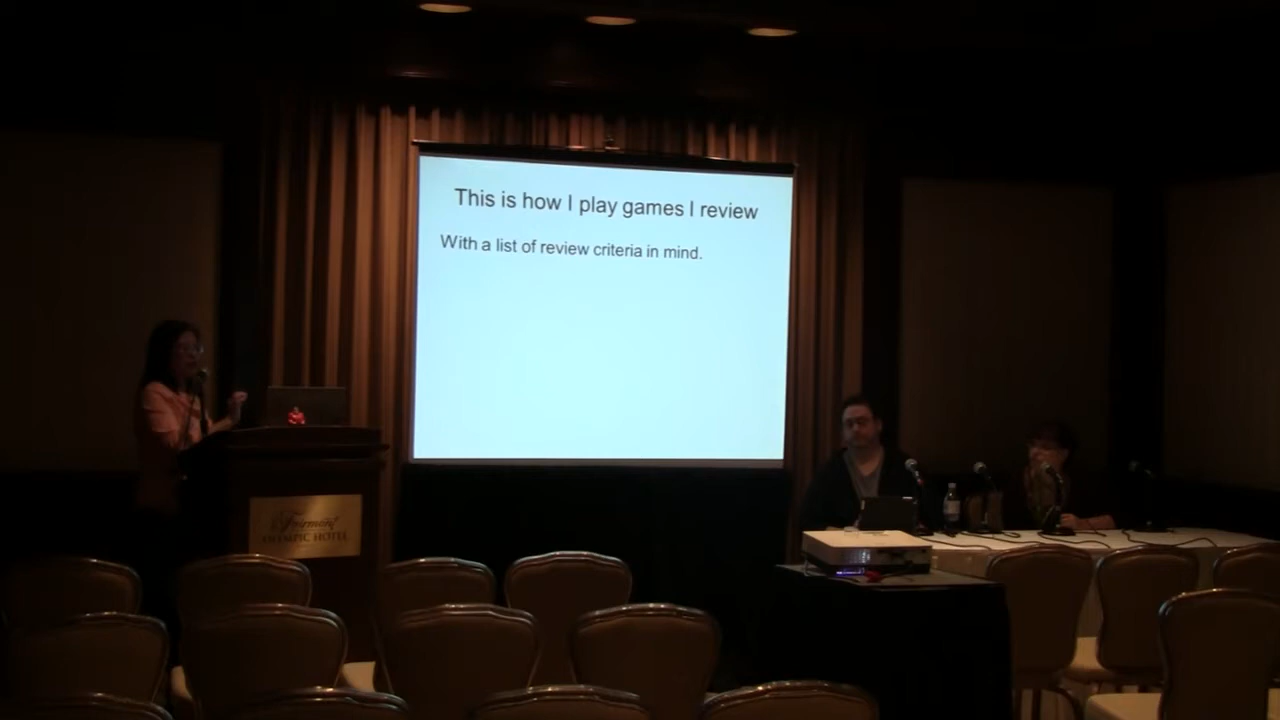 This is how I play games I review
With a list of review criteria in mind.
Fairmont
OLYMPIC HOTEL